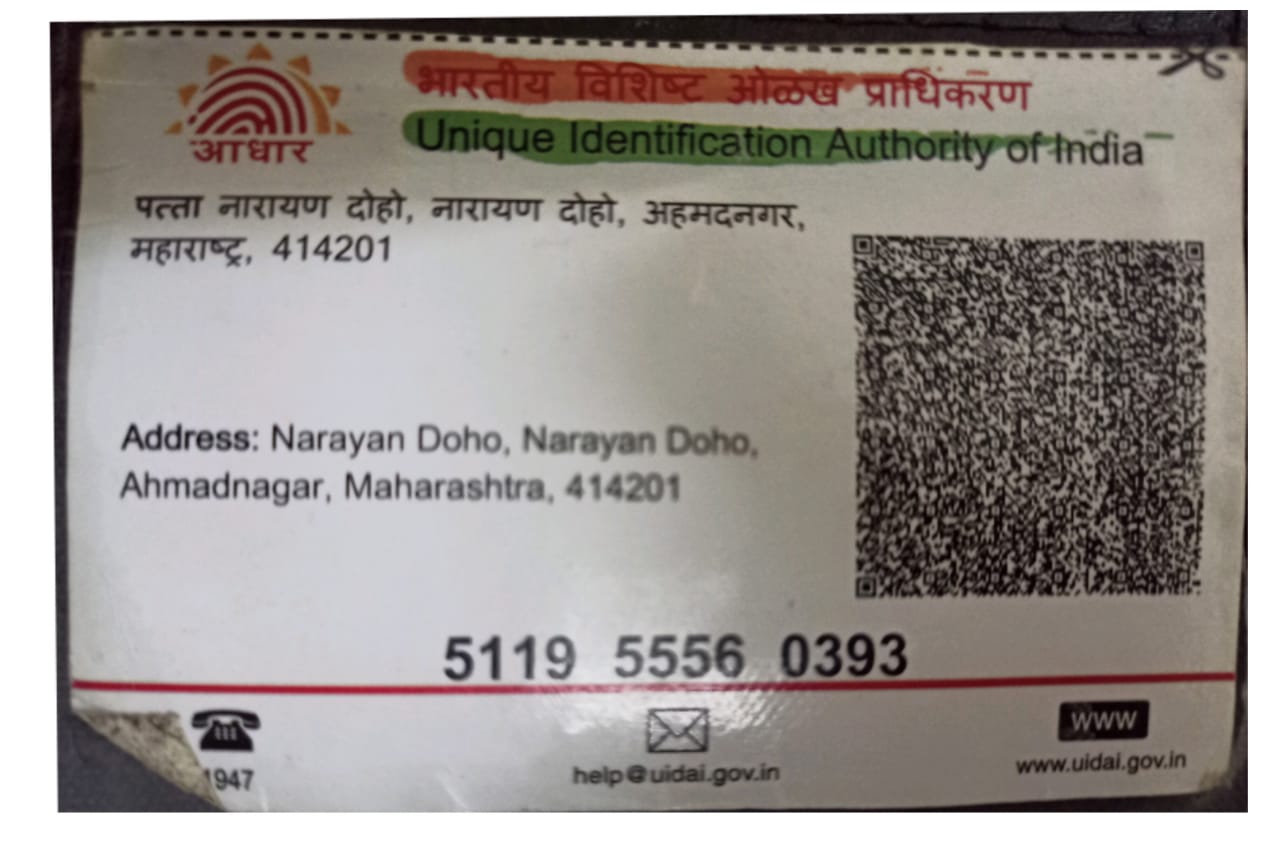 आधार
भारतीय विशिष्ट ओळख प्राधिकरण
Unique Identification Authority of India
पत्ता नारायण दोहो, नारायण दोहो, अहमदनगर,
महाराष्ट्र, 414201
Address: Narayan Doho, Narayan Doho,
Ahmadnagar, Maharashtra, 414201
5119 5556 0393
1947
help@uidai.gov.in
www
www.uidai.gov.in